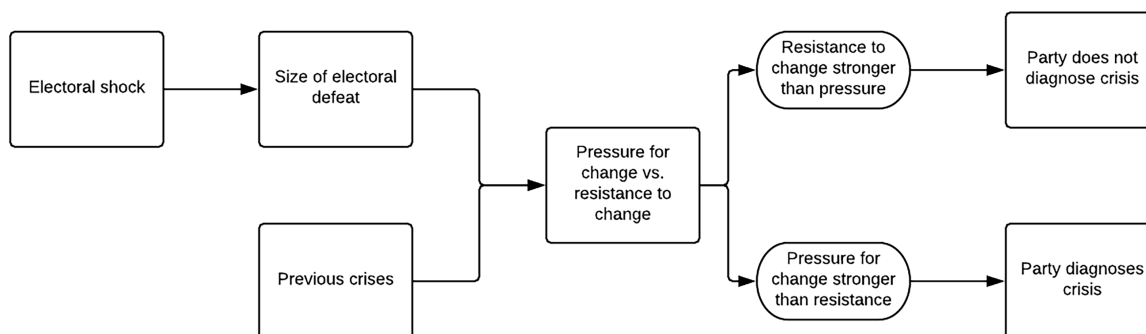 Electoral shock
Size of electoral
defeat
Previous crises
Pressure for
change vs.
resistance to
change
Resistance to
change stronger
than pressure
Party does not
diagnose crisis
Pressure for
change stronger
than resistance
Party diagnoses
crisis